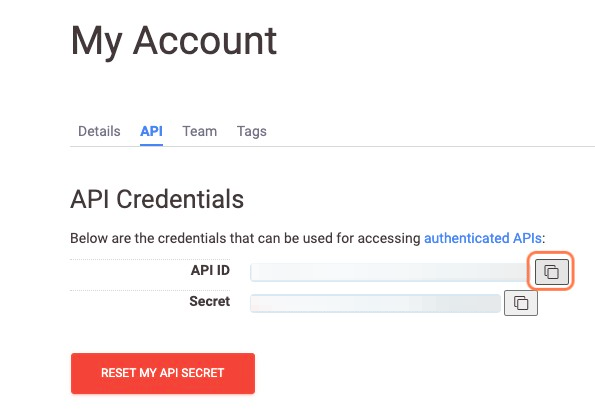 My Account
Details API Team Tags
API Credentials
Below are the credentials that can be used for accessing authenticated APIs:
API ID
Secret
RESET MY API SECRET